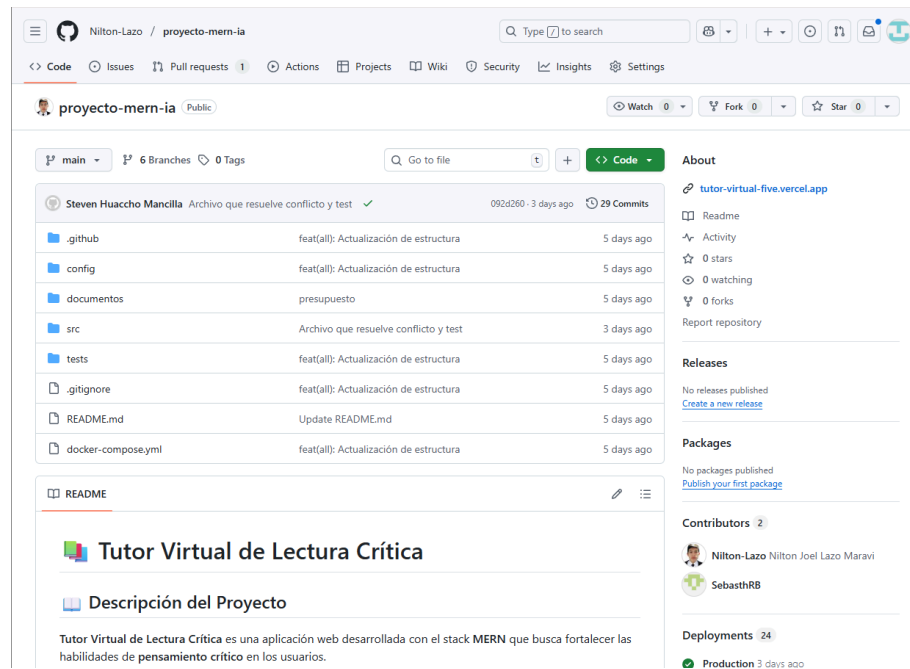 Nilton-Lazo / proyecto-mern-ia
Type / to search
Code Issues Pull requests 1 Actions Projects Wiki Security Insights Settings
proyecto-mern-ia Public
Watch 0 Fork 0 Star 0
main 6 Branches 0 Tags
Go to file t
Code
Steven Huaccho Mancilla Archivo que resuelve conflicto y test 092d260 · 3 days ago 29 Commits
.github feat(all): Actualización de estructura 5 days ago
config feat(all): Actualización de estructura 5 days ago
documentos presupuesto 5 days ago
src Archivo que resuelve conflicto y test 3 days ago
tests feat(all): Actualización de estructura 5 days ago
.gitignore feat(all): Actualización de estructura 5 days ago
README.md Update README.md 5 days ago
docker-compose.yml feat(all): Actualización de estructura 5 days ago
README
Tutor Virtual de Lectura Crítica
Descripción del Proyecto
Tutor Virtual de Lectura Crítica es una aplicación web desarrollada con el stack MERN que busca fortalecer las
habilidades de pensamiento crítico en los usuarios.
About
tutor-virtual-five.vercel.app
Readme
Activity
0 stars
0 watching
0 forks
Report repository
Releases
No releases published
Create a new release
Packages
No packages published
Publish your first package
Contributors 2
Nilton-Lazo Nilton Joel Lazo Maravi
SebasthRB
Deployments 24
Production 3 days ago